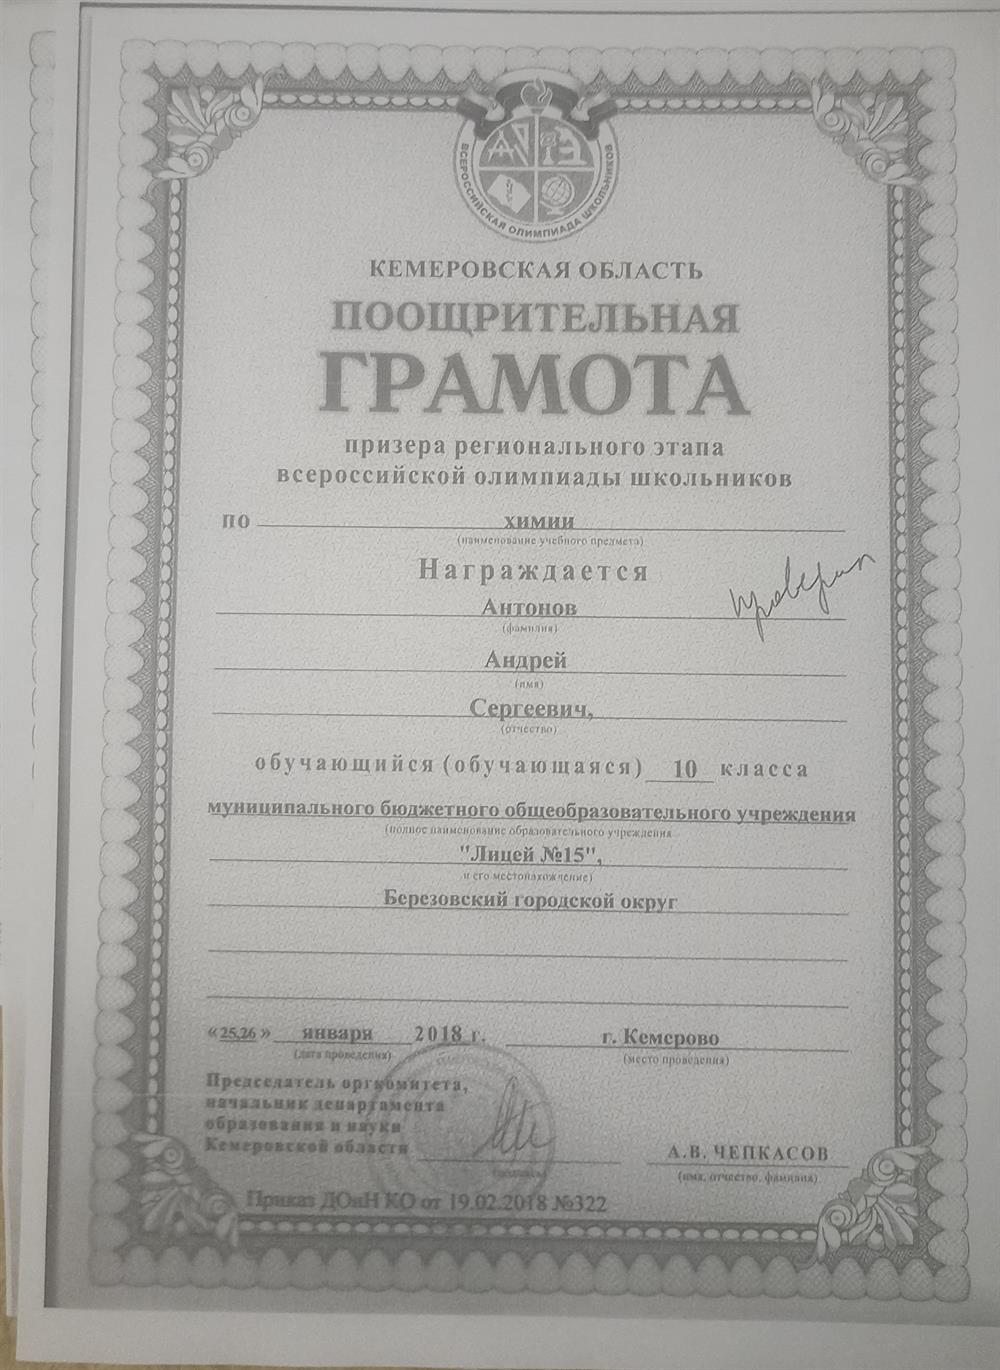 ВСЕРОССИЙСКАЯ ОЛИМПИАДА ШКОЛЬНИКОВ
КЕМЕРОВСКАЯ ОБЛАСТЬ
ПООЩРИТЕЛЬНАЯ
ГРАМОТА
призера регионального этапа
всероссийской олимпиады школьников
по химии
(наименование учебного предмета)
Награждается
Антонов
(фамилия)
Андрей
(имя)
Сергеевич,
(отчество)
обучающийся (обучающаяся) 10 класса
муниципального бюджетного общеобразовательного учреждения
(полное наименование образовательного учреждения
"Лицей №15",
и его местонахождение)
Березовский городской округ
«25,26» января 2018 г. г. Кемерово
(дата проведения) (место проведения)
Председатель оргкомитета,
начальник департамента
образования и науки
Кемеровской области А.В. ЧЕПКАСОВ
(подпись) (имя, отчество, фамилия)
Приказ ДОиН КО от 19.02.2018 №322